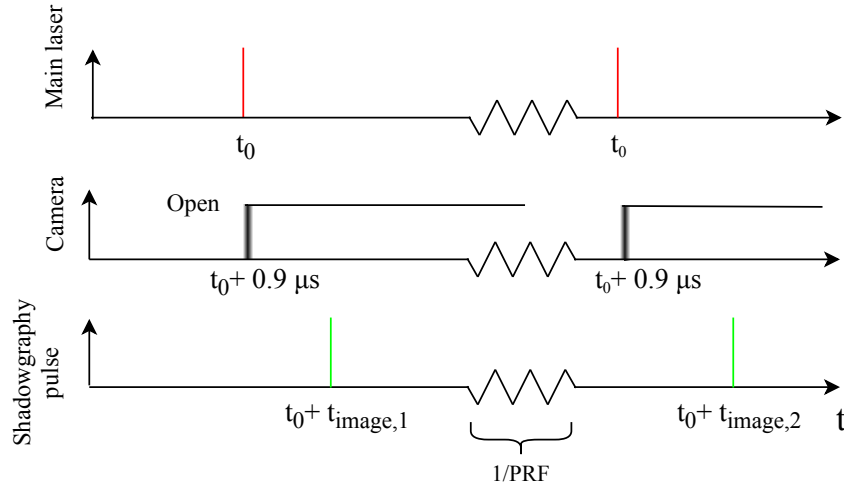 Main laser
t0
t0
Camera
Open
t0+ 0.9 μs
t0+ 0.9 μs
Shadowgraphy
pulse
t0+ timage,1
t0+ timage,2
t
1/PRF